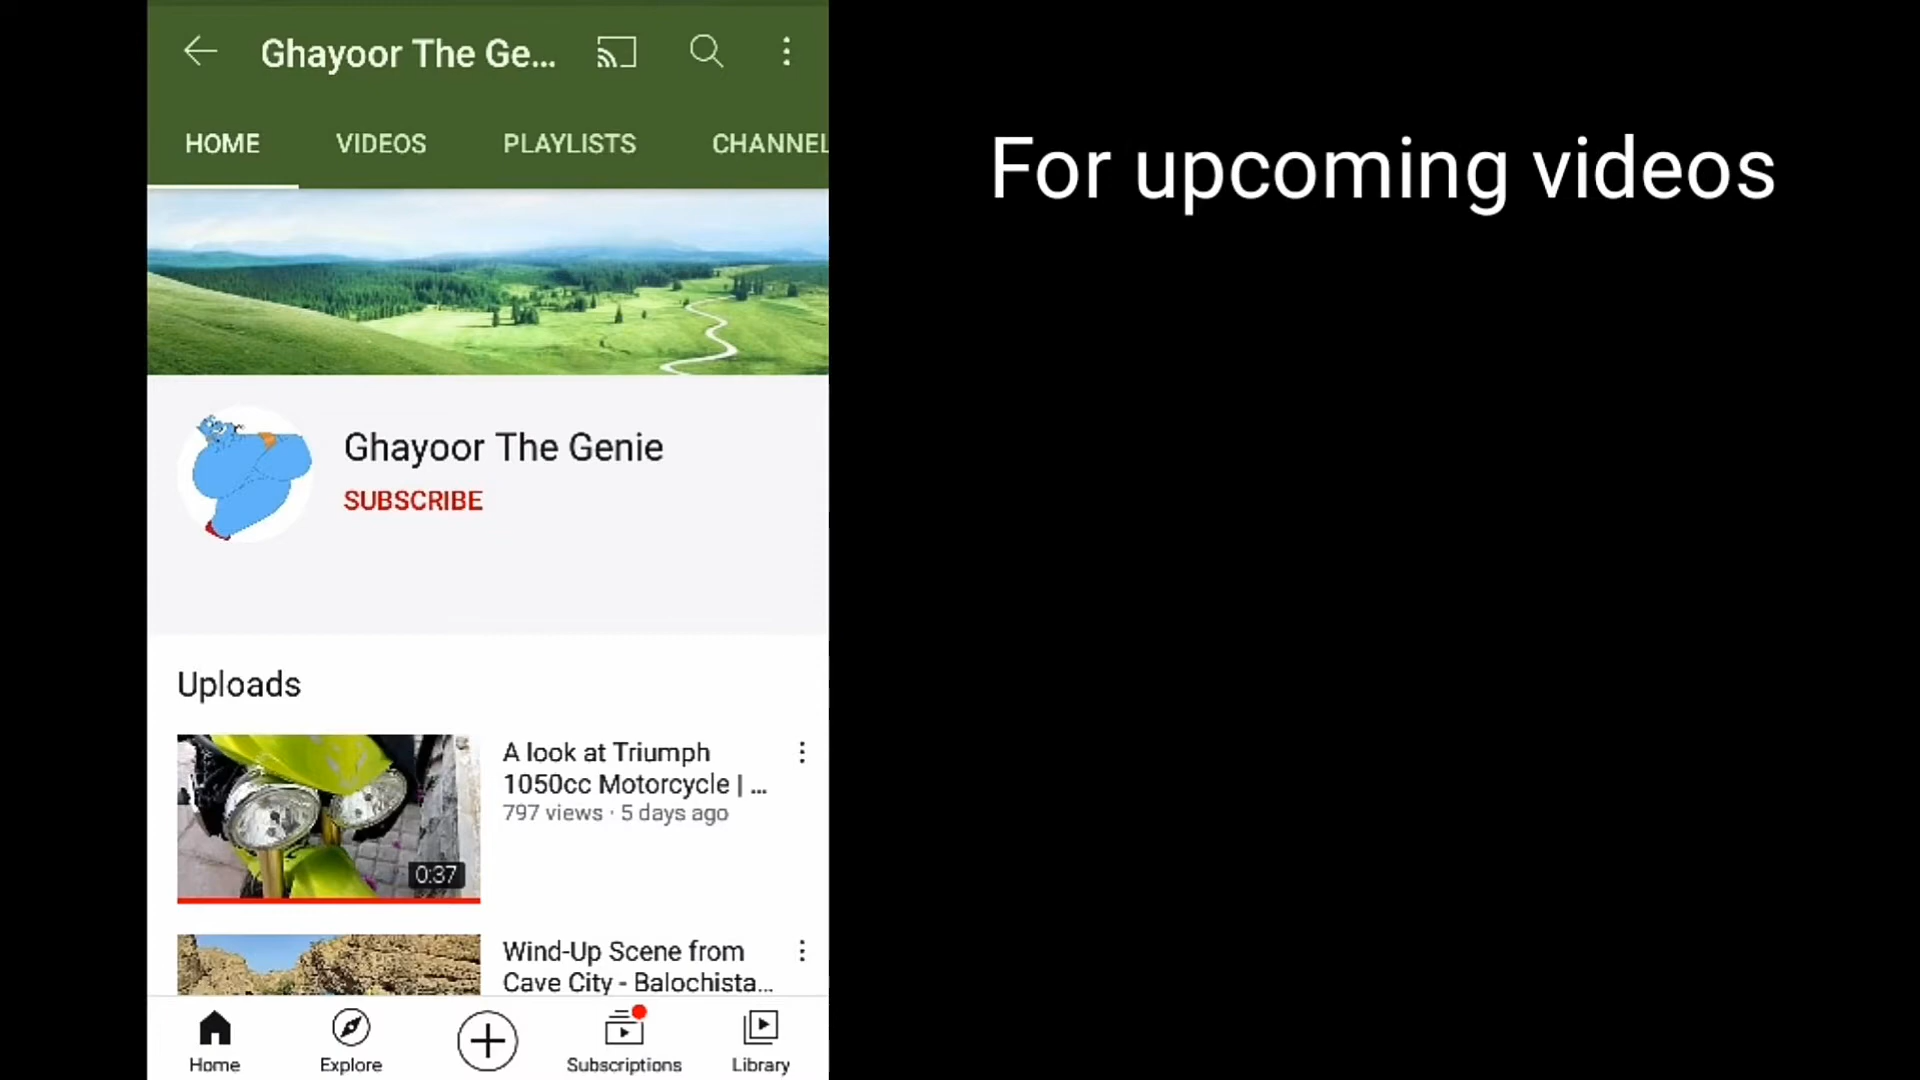 Ghayoor The Ge...
HOME VIDEOS PLAYLISTS CHANNEL
For upcoming videos
Ghayoor The Genie
SUBSCRIBE
Uploads
A look at Triumph
1050cc Motorcycle | ...
797 views · 5 days ago
0:37
Wind-Up Scene from
Cave City - Balochista...
Home Explore Subscriptions Library